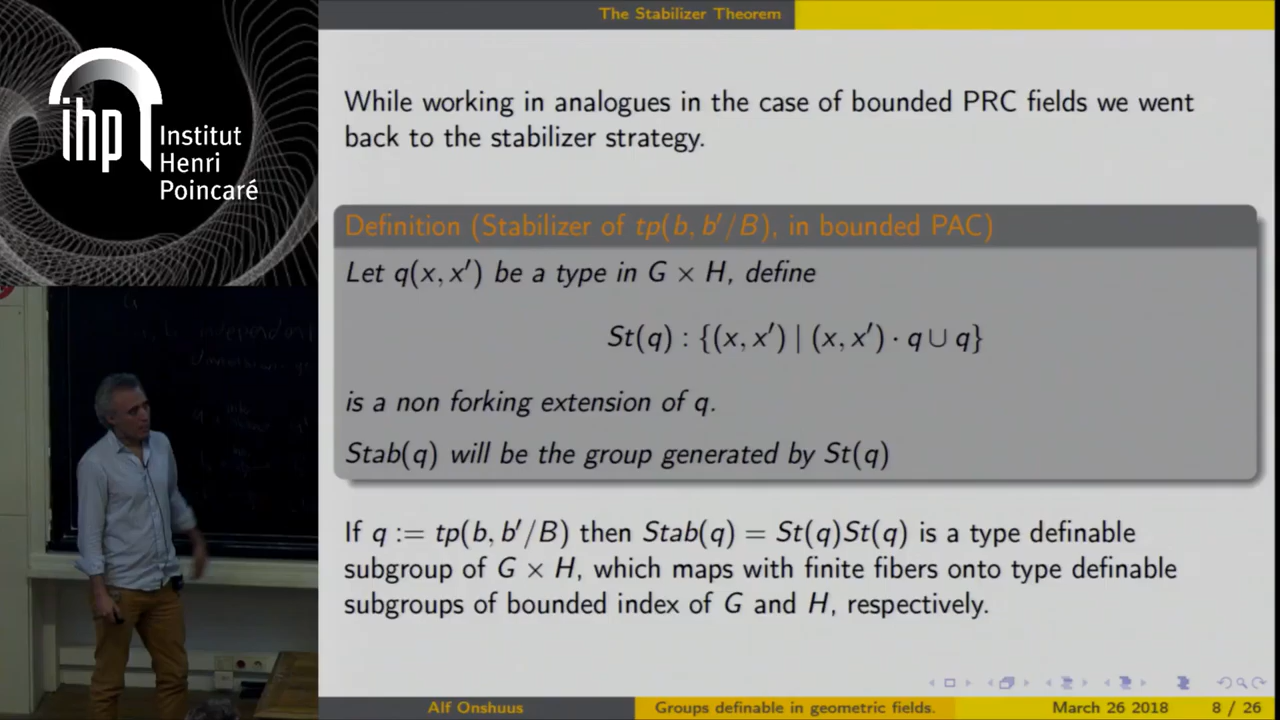 ihp Institut
Henri
Poincaré
The Stabilizer Theorem
While working in analogues in the case of bounded PRC fields we went
back to the stabilizer strategy.
Definition (Stabilizer of tp(b, b′/B), in bounded PAC)
Let q(x, x′) be a type in G × H, define
St(q) : {(x, x′) | (x, x′) · q ∪ q}
is a non forking extension of q.
Stab(q) will be the group generated by St(q)
If q := tp(b, b′/B) then Stab(q) = St(q)St(q) is a type definable
subgroup of G × H, which maps with finite fibers onto type definable
subgroups of bounded index of G and H, respectively.
Alf Onshuus Groups definable in geometric fields. March 26 2018 8 / 26